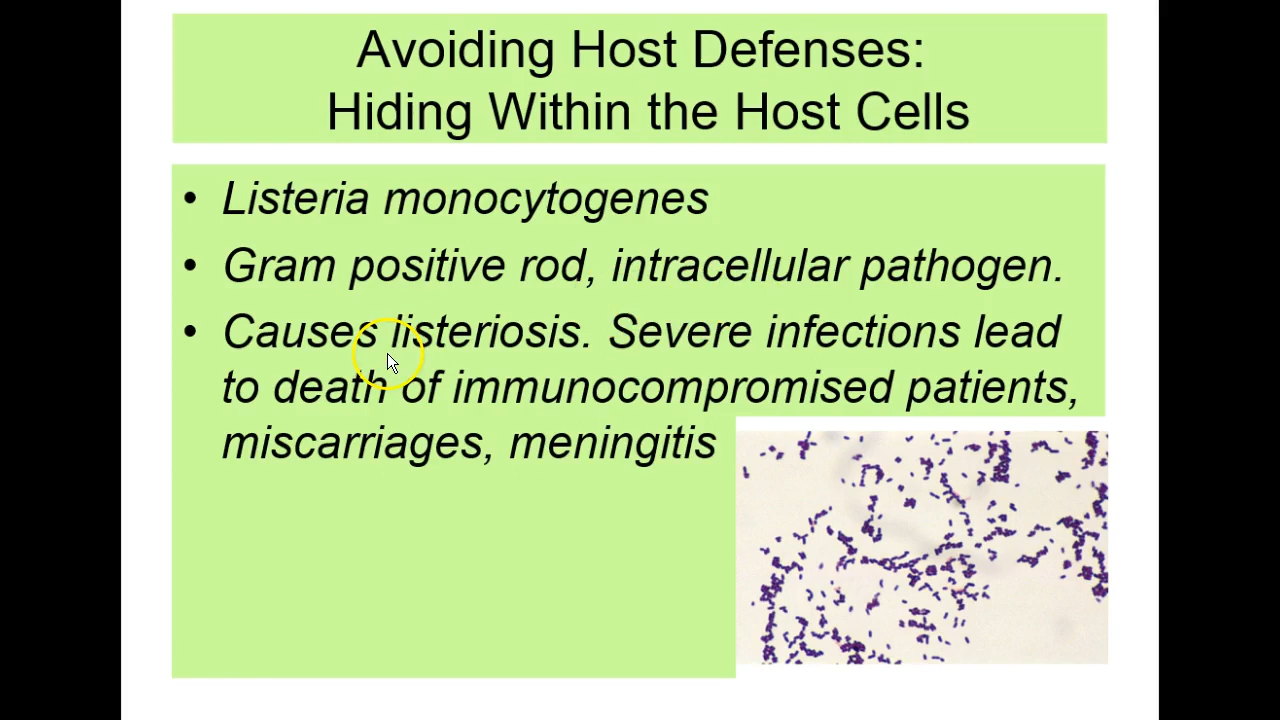 Avoiding Host Defenses:
Hiding Within the Host Cells
• Listeria monocytogenes
• Gram positive rod, intracellular pathogen.
• Causes listeriosis. Severe infections lead
to death of immunocompromised patients,
miscarriages, meningitis